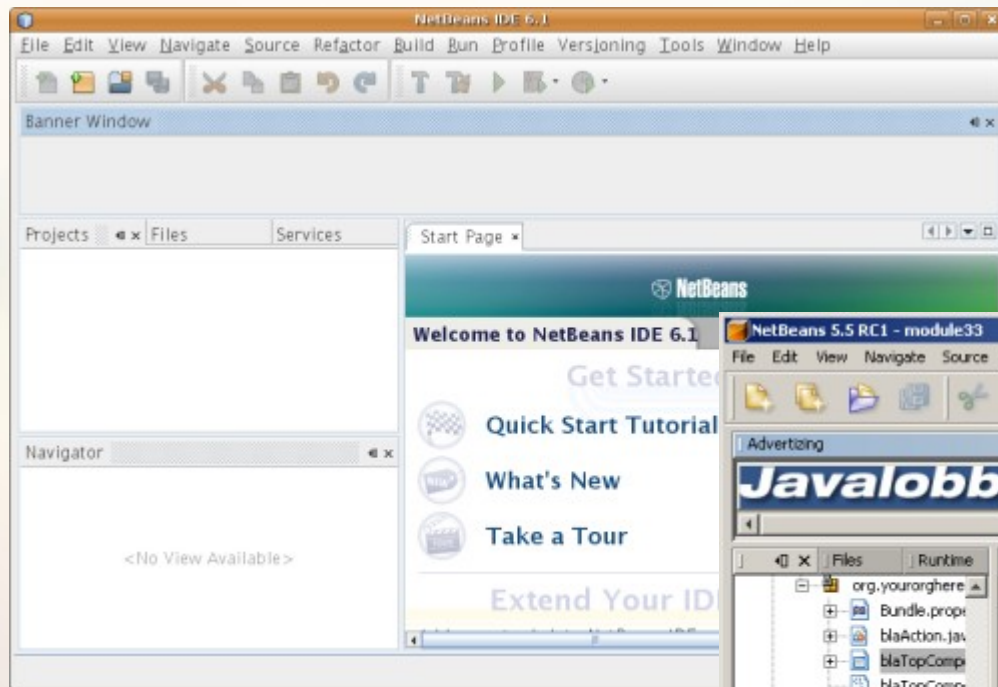 NetBeans IDE 6.1
File Edit View Navigate Source Refactor Build Run Profile Versioning Tools Window Help
Banner Window
Projects Files Services
Start Page
NetBeans
Welcome to NetBeans IDE 6.1
Get Started
Quick Start Tutorial
What's New
Take a Tour
Extend Your ID
Navigator
<No View Available>
NetBeans 5.5 RC1 - module33
File Edit View Navigate Source
Advertizing
Javalobb
Files Runtime
org.yourorghere
Bundle.prope
blaAction.jav
blaTopCompo
blaTopCompo